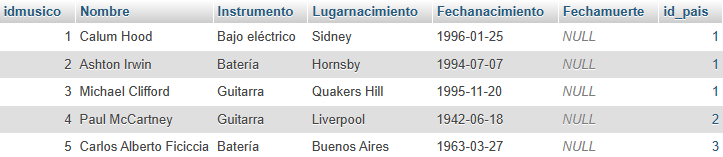 idmusico Nombre Instrumento Lugarnacimiento Fechanacimiento Fechamuerte id_pais
1 Calum Hood Bajo eléctrico Sidney 1996-01-25 NULL 1
2 Ashton Irwin Batería Hornsby 1994-07-07 NULL 1
3 Michael Clifford Guitarra Quakers Hill 1995-11-20 NULL 1
4 Paul McCartney Guitarra Liverpool 1942-06-18 NULL 2
5 Carlos Alberto Ficiccia Batería Buenos Aires 1963-03-27 NULL 3